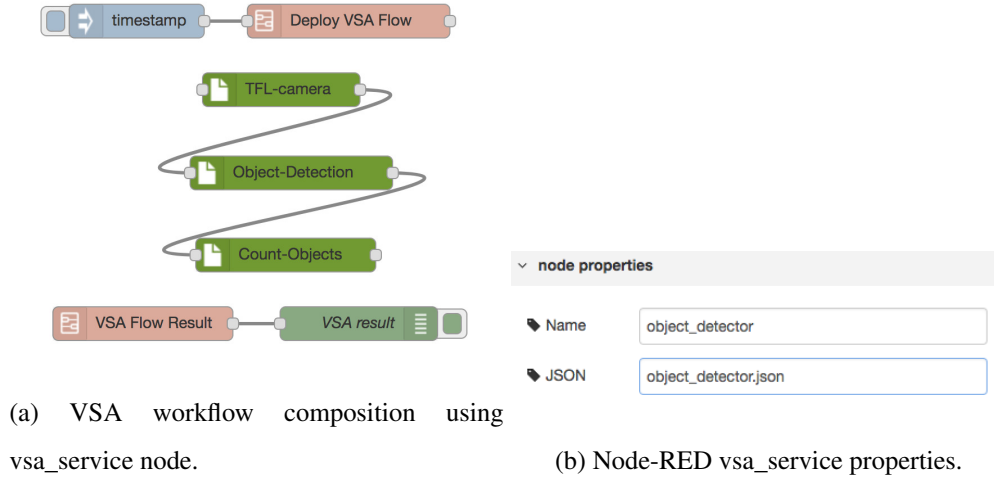 timestamp
Deploy VSA Flow
TFL-camera
Object-Detection
Count-Objects
VSA Flow Result
VSA result
node properties
Name
object_detector
JSON
object_detector.json
(a) VSA workflow composition using
vsa_service node.
(b) Node-RED vsa_service properties.